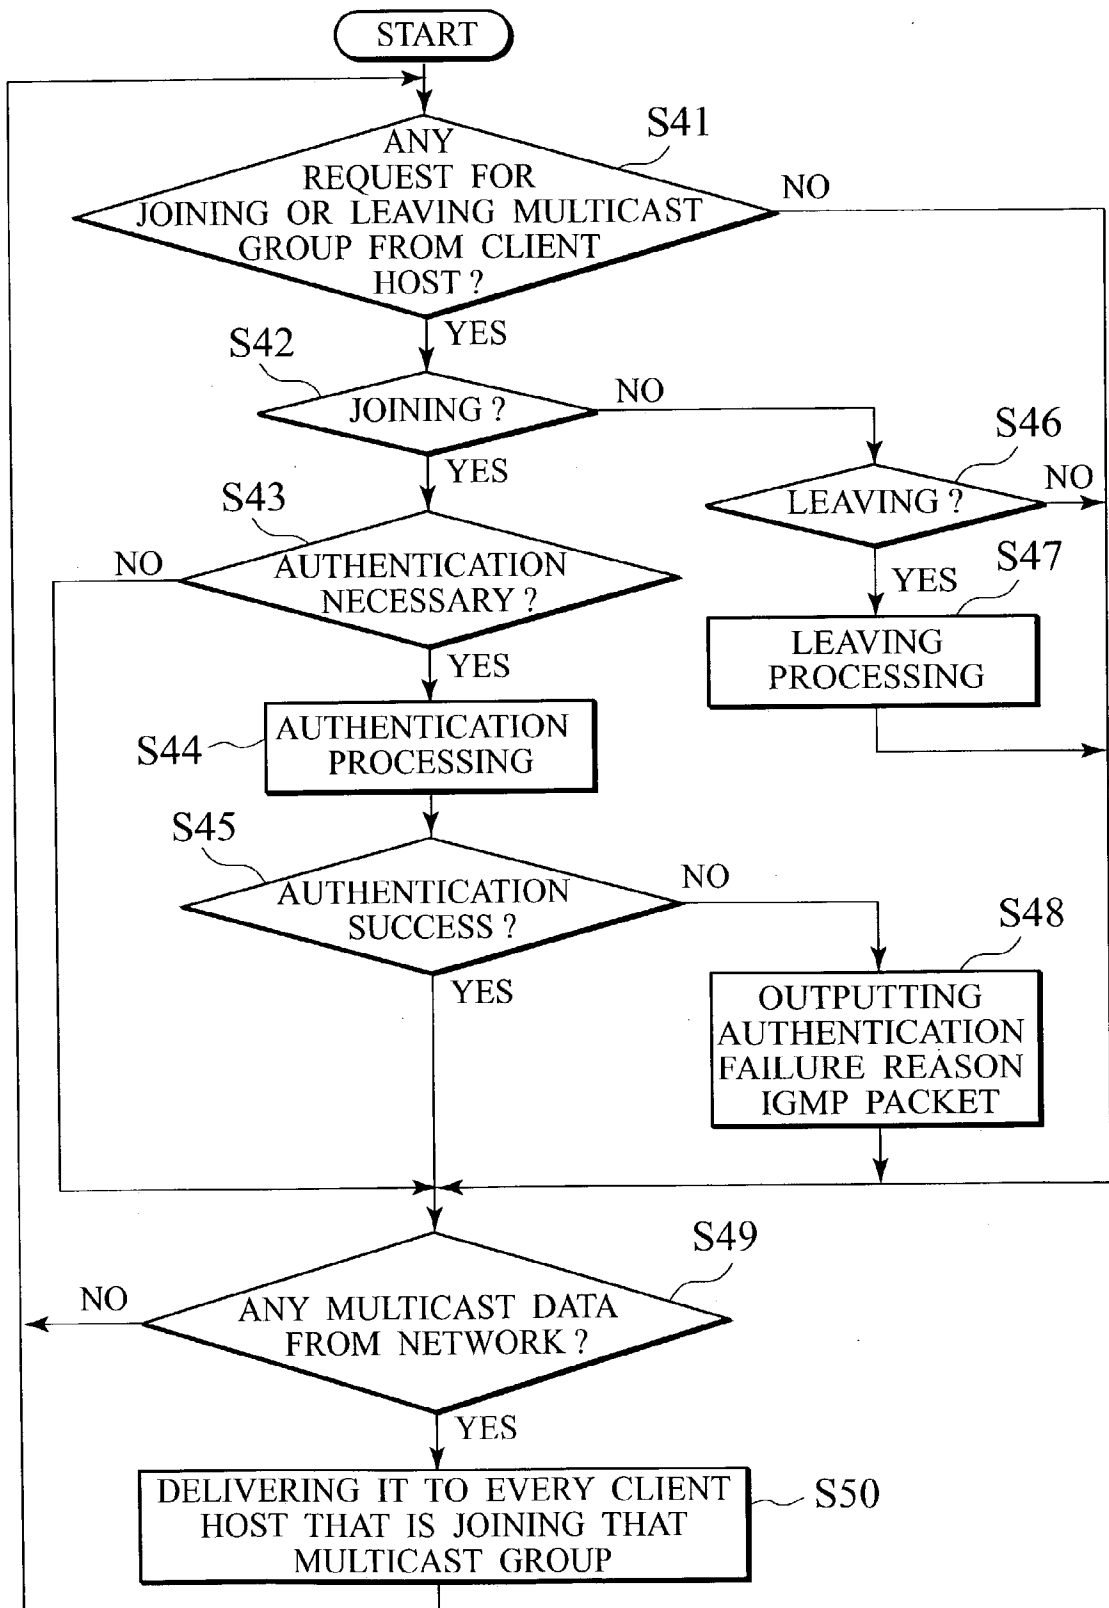 START
S41
ANY
REQUEST FOR
JOINING OR LEAVING MULTICAST
GROUP FROM CLIENT
HOST ?
NO
YES
S42
JOINING ?
NO
YES
S46
LEAVING ?
NO
S43
AUTHENTICATION
NECESSARY ?
NO
YES
YES
S47
LEAVING
PROCESSING
S44
AUTHENTICATION
PROCESSING
S45
AUTHENTICATION
SUCCESS ?
NO
YES
S48
OUTPUTTING
AUTHENTICATION
FAILURE REASON
IGMP PACKET
S49
ANY MULTICAST DATA
FROM NETWORK ?
NO
YES
DELIVERING IT TO EVERY CLIENT
HOST THAT IS JOINING THAT
MULTICAST GROUP
S50